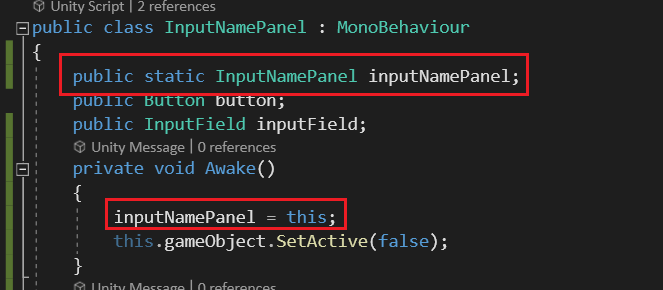 Unity Script | 2 references
public class InputNamePanel : MonoBehaviour
{
public static InputNamePanel inputNamePanel;
public Button button;
public InputField inputField;
Unity Message | 0 references
private void Awake()
{
inputNamePanel = this;
this.gameObject.SetActive(false);
}
Unity Message | 0 references